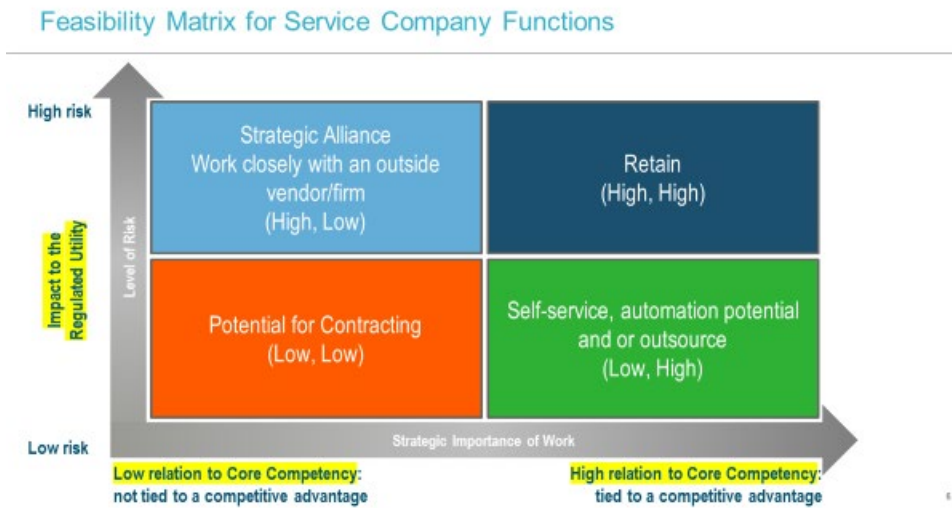 Feasibility Matrix for Service Company Functions
High risk
Strategic Alliance
Work closely with an outside
vendor/firm
(High, Low)
Retain
(High, High)
Impact to the
Regulated Utility
Level of Risk
Potential for Contracting
(Low, Low)
Self-service, automation potential
and or outsource
(Low, High)
Low risk
Strategic Importance of Work
Low relation to Core Competency:
not tied to a competitive advantage
High relation to Core Competency:
tied to a competitive advantage